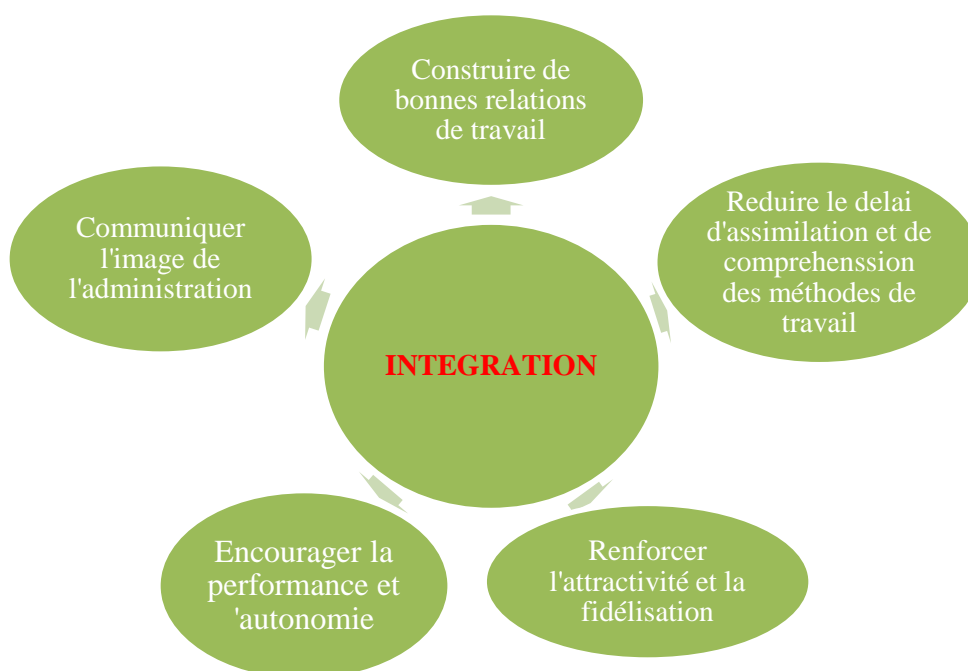 Construire de
bonnes relations
de travail
Communiquer
l'image de
l'administration
Reduire le delai
d'assimilation et de
comprehenssion
des méthodes de
travail
INTEGRATION
Encourager la
performance et
'autonomie
Renforcer
l'attractivité et la
fidélisation